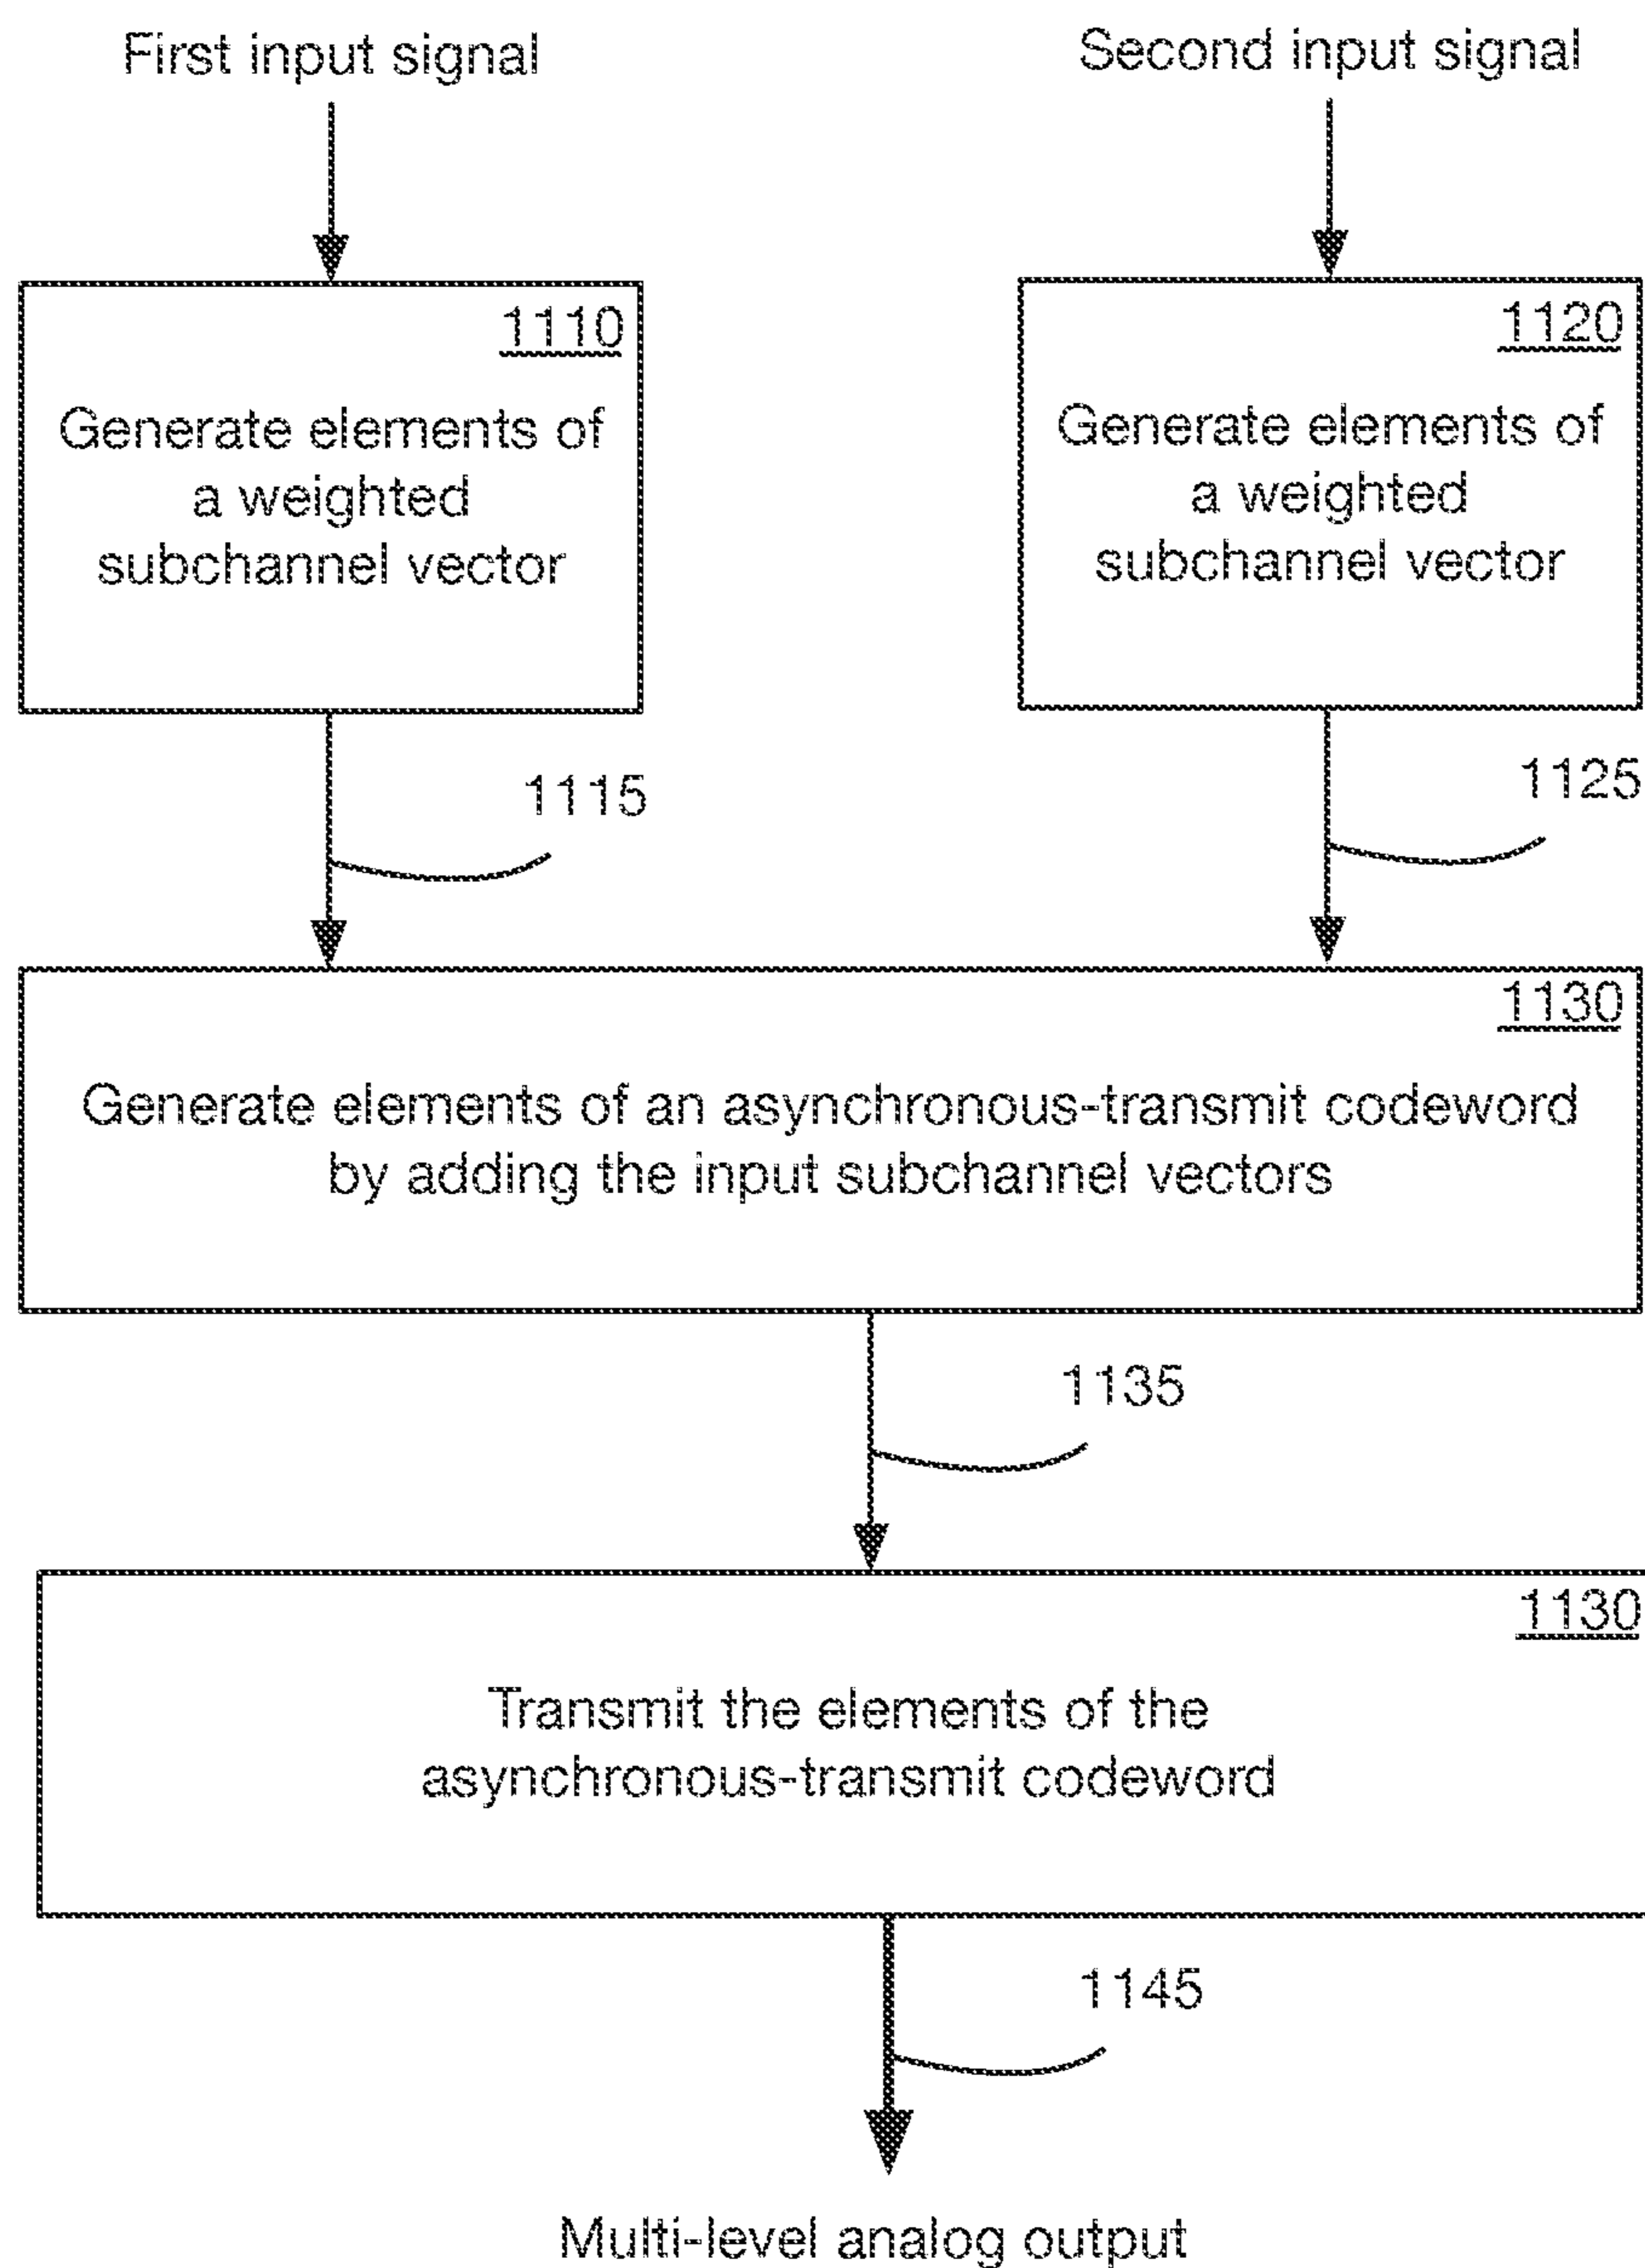 First input signal
Second input signal
1110
Generate elements of
a weighted
subchannel vector
1120
Generate elements of
a weighted
subchannel vector
1115
1125
1130
Generate elements of an asynchronous-transmit codeword
by adding the input subchannel vectors
1135
1130
Transmit the elements of the
asynchronous-transmit codeword
1145
Multi-level analog output